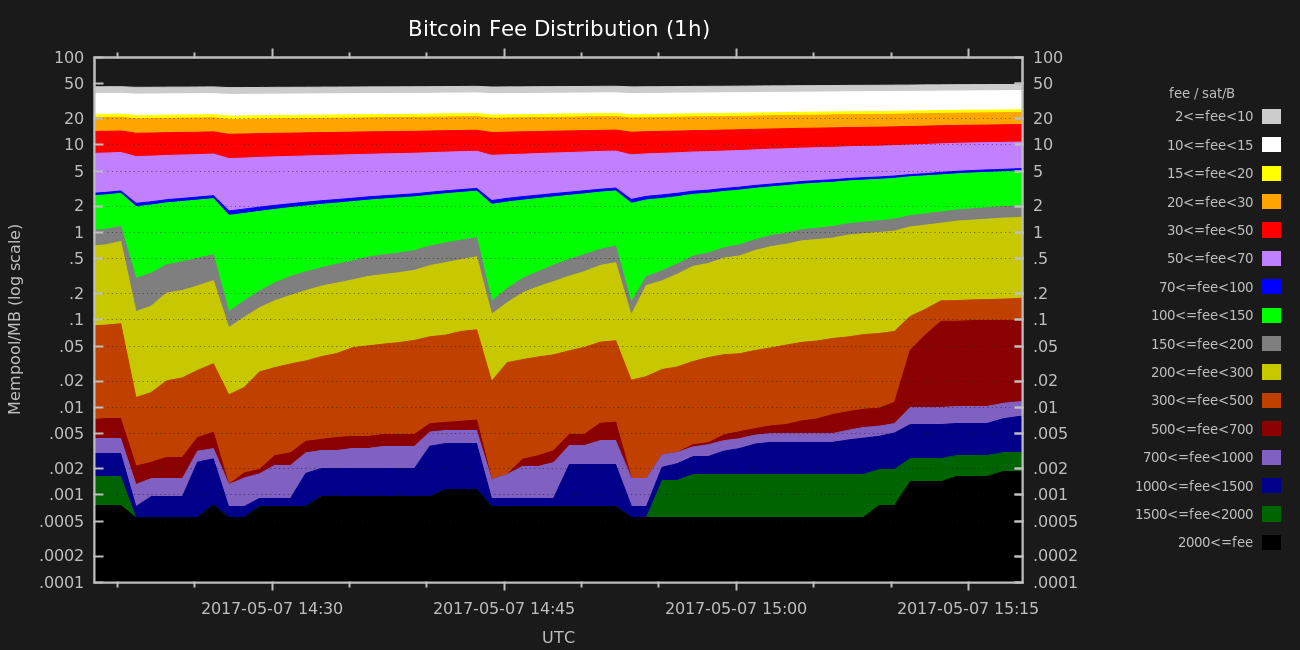 Bitcoin Fee Distribution (1h)
Mempool/MB (log scale)
100
50
20
10
5
2
1
.5
.2
.1
.05
.02
.01
.005
.002
.001
.0005
.0002
.0001
100
50
20
10
5
2
1
.5
.2
.1
.05
.02
.01
.005
.002
.001
.0005
.0002
.0001
fee / sat/B
2<=fee<10
10<=fee<15
15<=fee<20
20<=fee<30
30<=fee<50
50<=fee<70
70<=fee<100
100<=fee<150
150<=fee<200
200<=fee<300
300<=fee<500
500<=fee<700
700<=fee<1000
1000<=fee<1500
1500<=fee<2000
2000<=fee
2017-05-07 14:30
2017-05-07 14:45
2017-05-07 15:00
2017-05-07 15:15
UTC